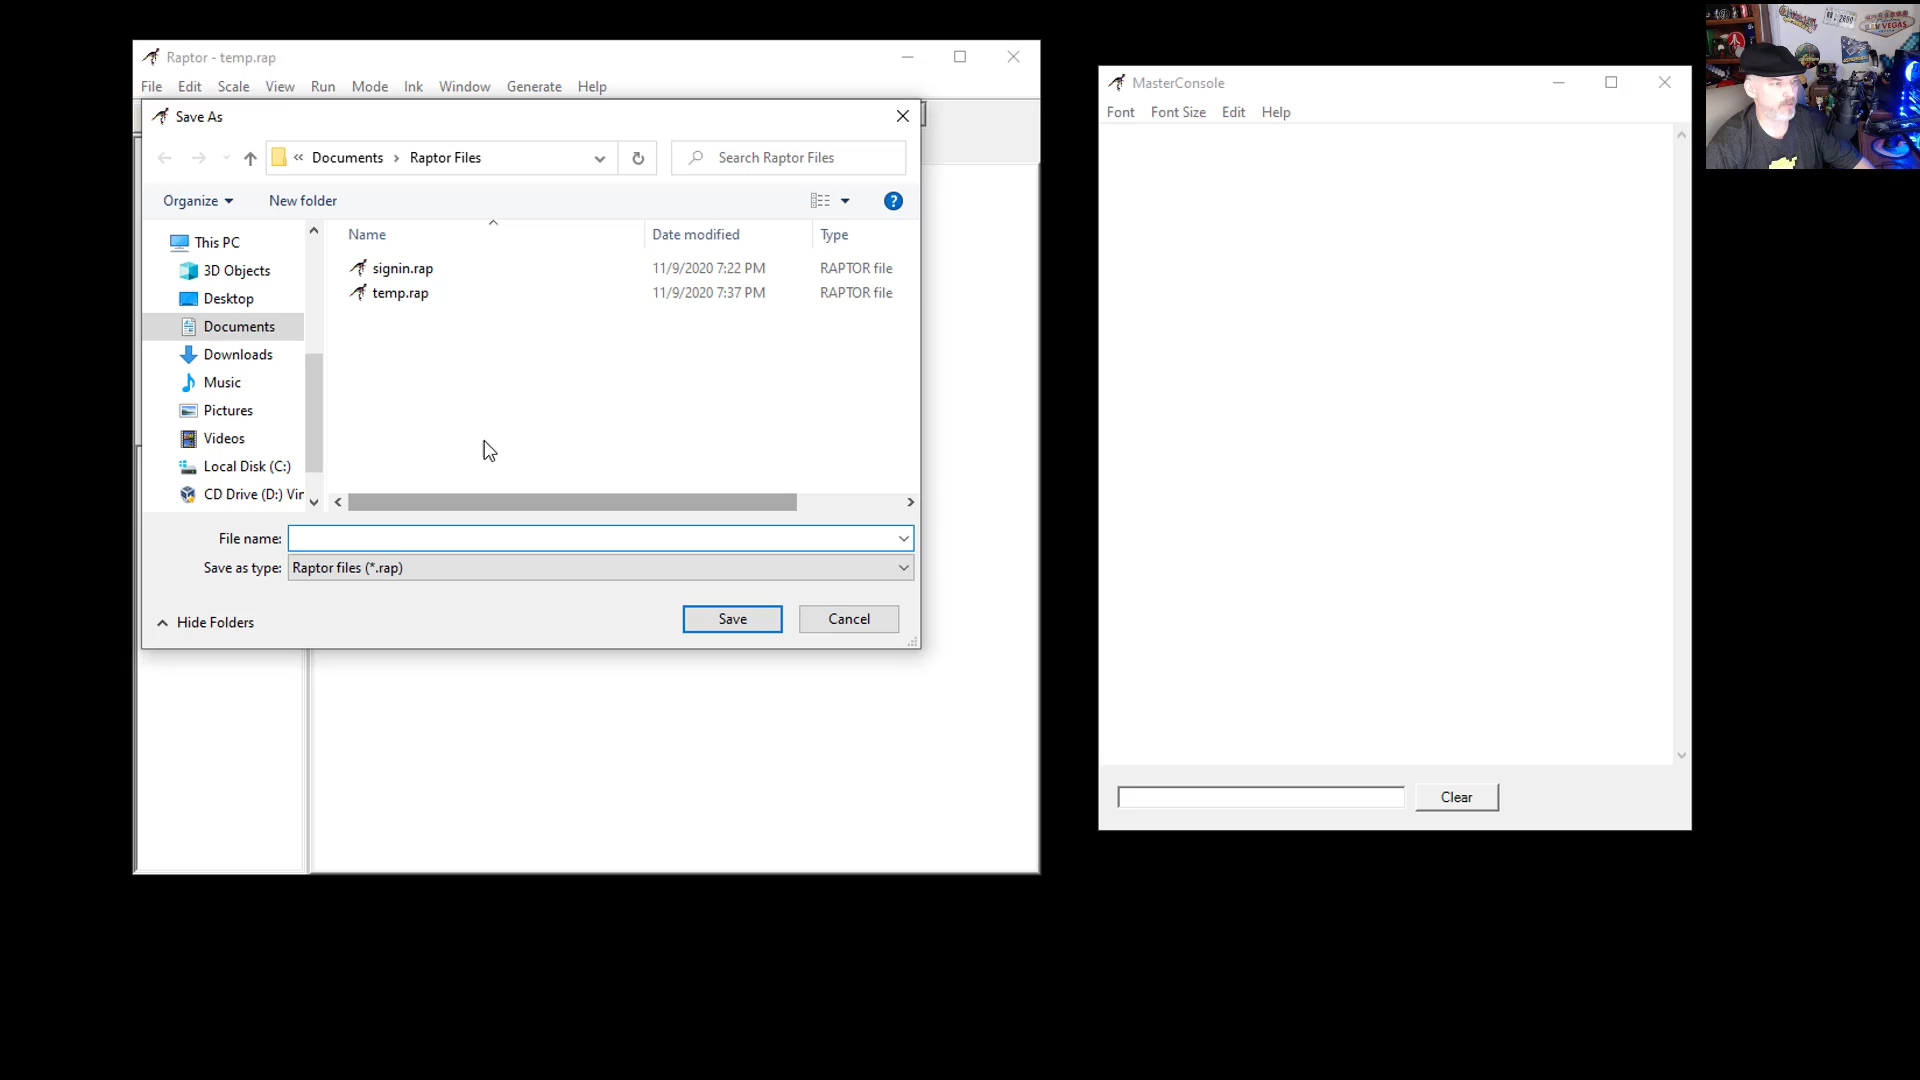 Raptor - temp.rap
File Edit Scale View Run Mode Ink Window Generate Help
Save As
« Documents › Raptor Files
Search Raptor Files
Organize
New folder
Name Date modified Type
This PC
3D Objects
Desktop
Documents
Downloads
Music
Pictures
Videos
Local Disk (C:)
CD Drive (D:) Vir
signin.rap 11/9/2020 7:22 PM RAPTOR file
temp.rap 11/9/2020 7:37 PM RAPTOR file
File name:
Save as type: Raptor files (*.rap)
Hide Folders
Save
Cancel
MasterConsole
Font Font Size Edit Help
Clear